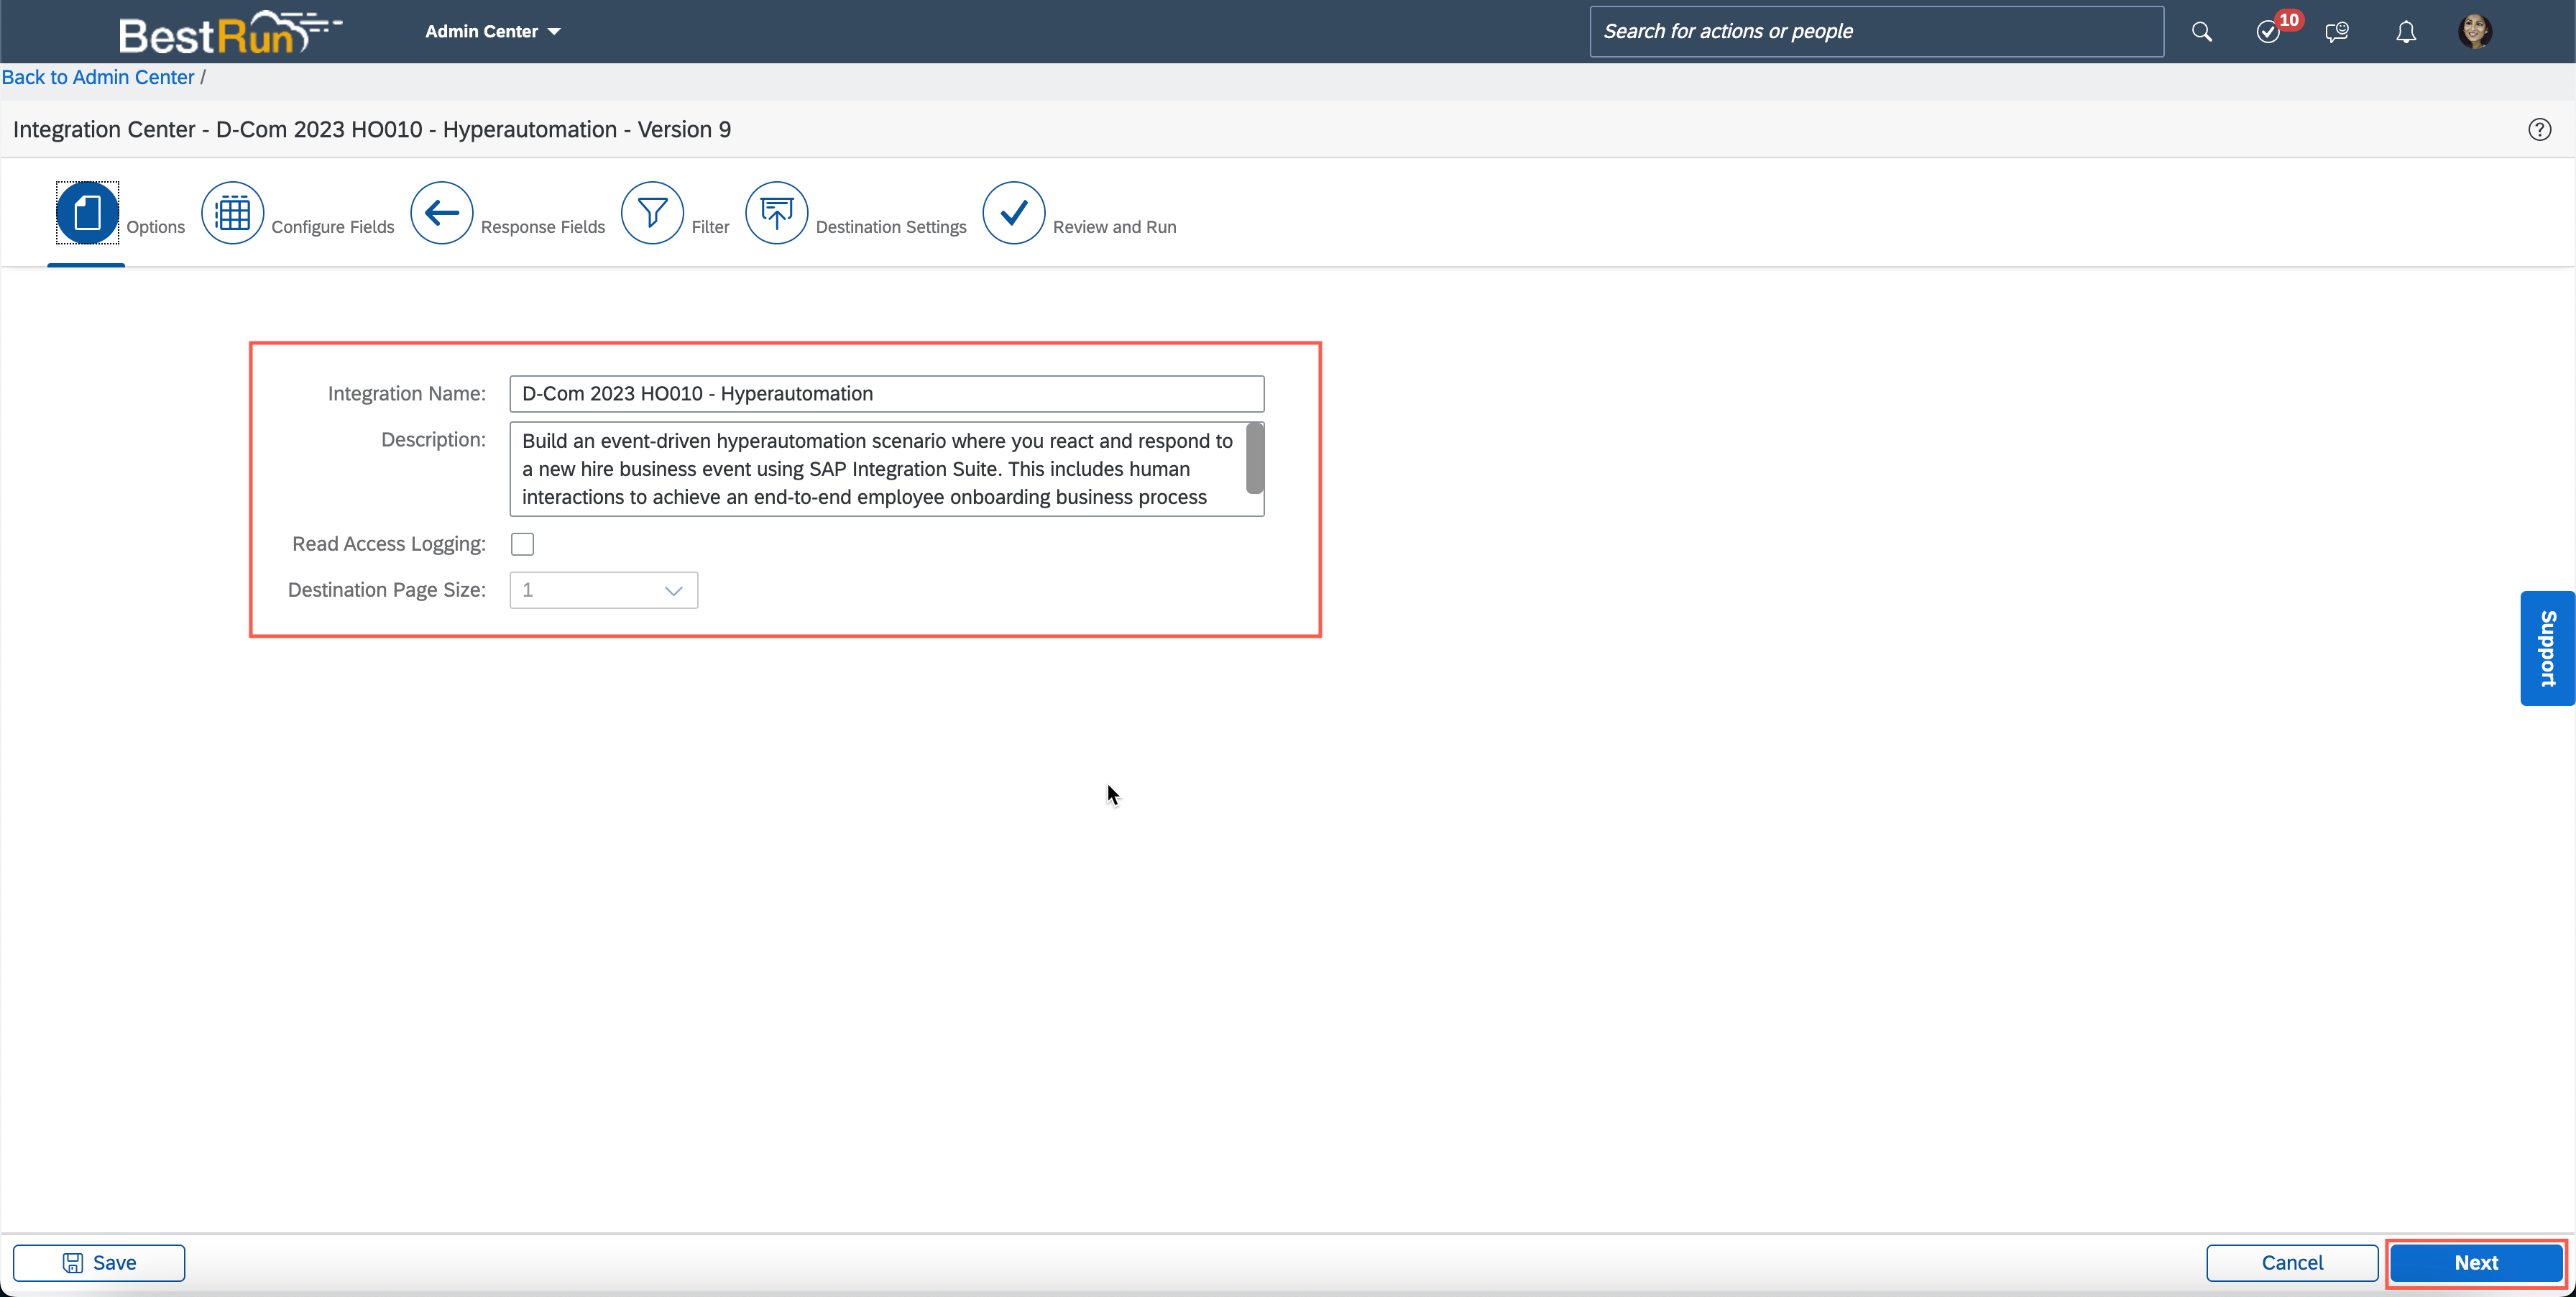 BestRun
Admin Center
Search for actions or people
10
Back to Admin Center /
Integration Center - D-Com 2023 HO010 - Hyperautomation - Version 9
Options
Configure Fields
Response Fields
Filter
Destination Settings
Review and Run
Integration Name: D-Com 2023 HO010 - Hyperautomation
Description: Build an event-driven hyperautomation scenario where you react and respond to
a new hire business event using SAP Integration Suite. This includes human
interactions to achieve an end-to-end employee onboarding business process
Read Access Logging:
Destination Page Size: 1
Support
Save
Cancel
Next